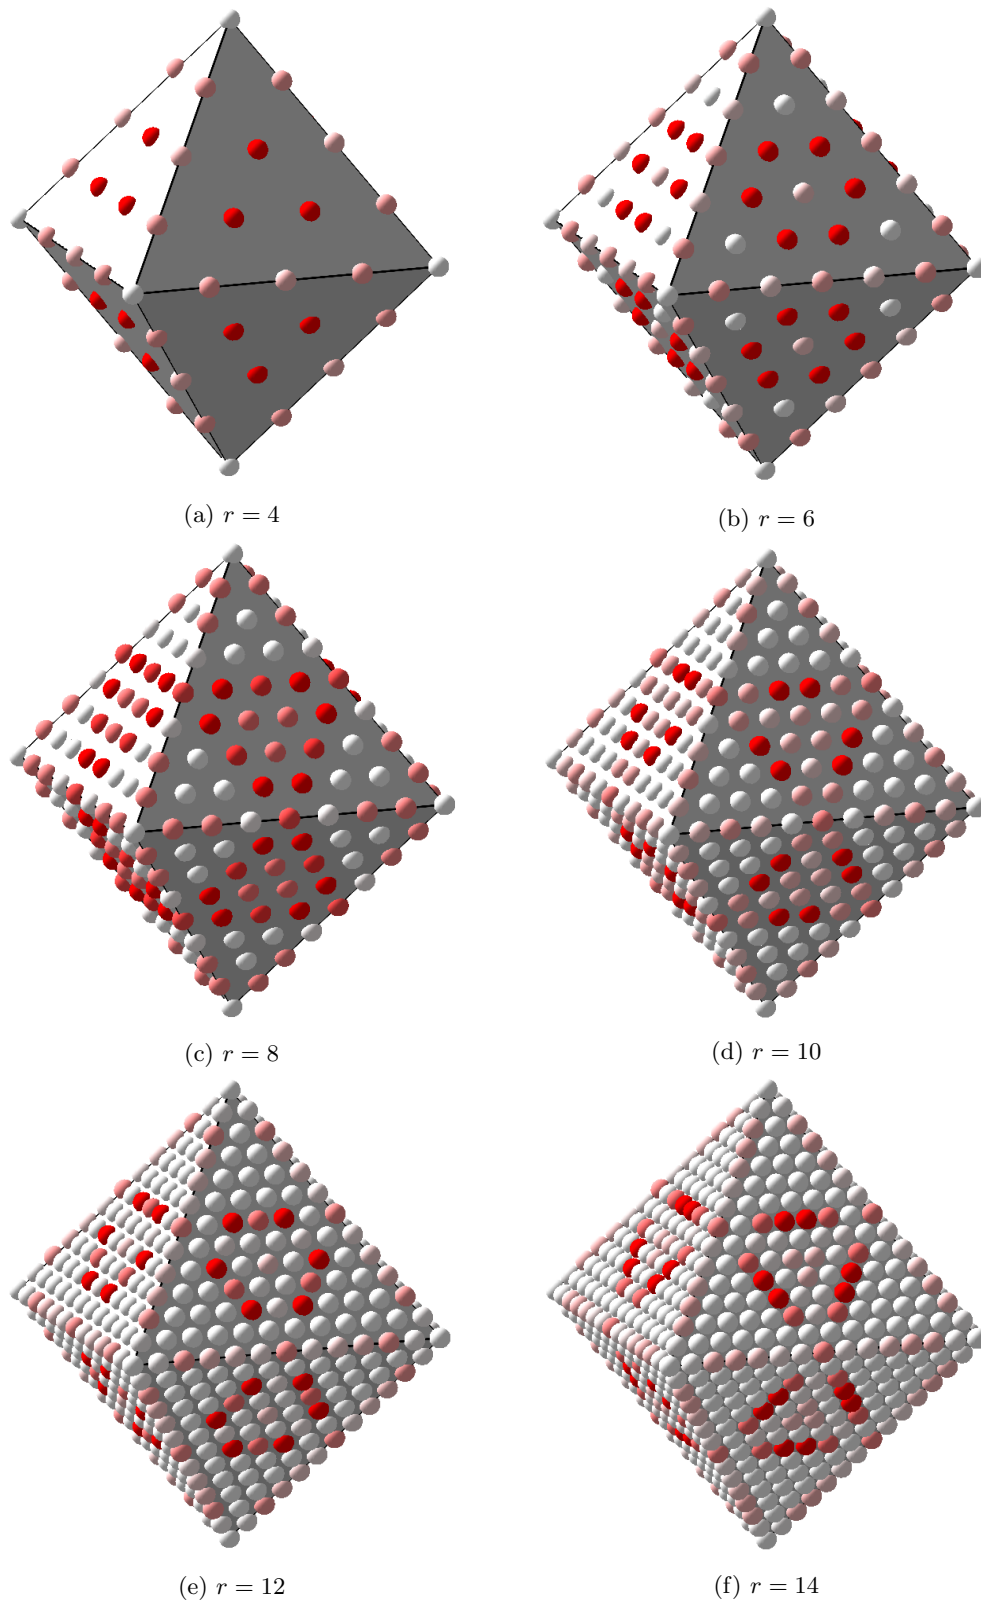 (a) r = 4
(b) r = 6
(c) r = 8
(d) r = 10
(e) r = 12
(f) r = 14